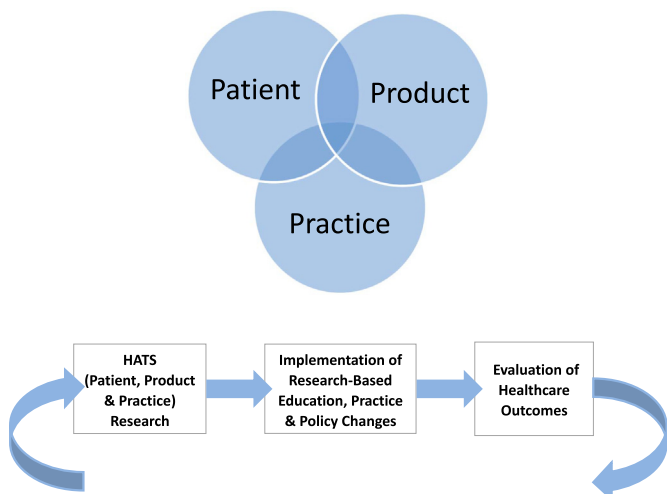 Patient
Product
Practice
HATS
(Patient, Product
& Practice)
Research
Implementation of
Research-Based
Education, Practice
& Policy Changes
Evaluation of
Healthcare
Outcomes